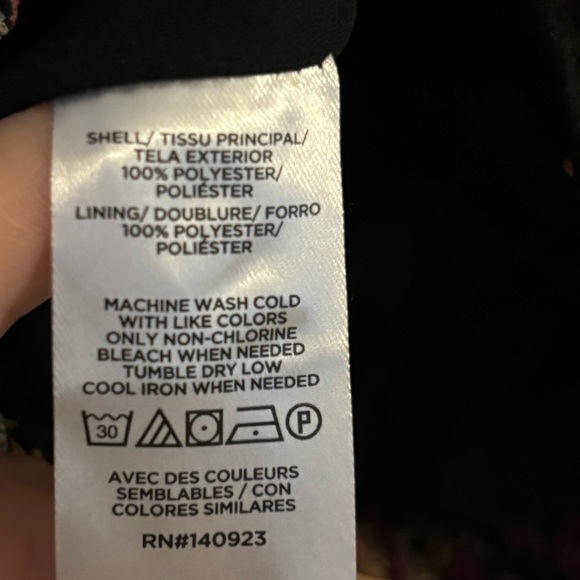 SHELL/ TISSU PRINCIPAL/
TELA EXTERIOR
100% POLYESTER/
POLIÉSTER
LINING/ DOUBLURE/ FORRO
100% POLYESTER/
POLIÉSTER
MACHINE WASH COLD
WITH LIKE COLORS
ONLY NON-CHLORINE
BLEACH WHEN NEEDED
TUMBLE DRY LOW
COOL IRON WHEN NEEDED
30 P
AVEC DES COULEURS
SEMBLABLES / CON
COLORES SIMILARES
RN#140923